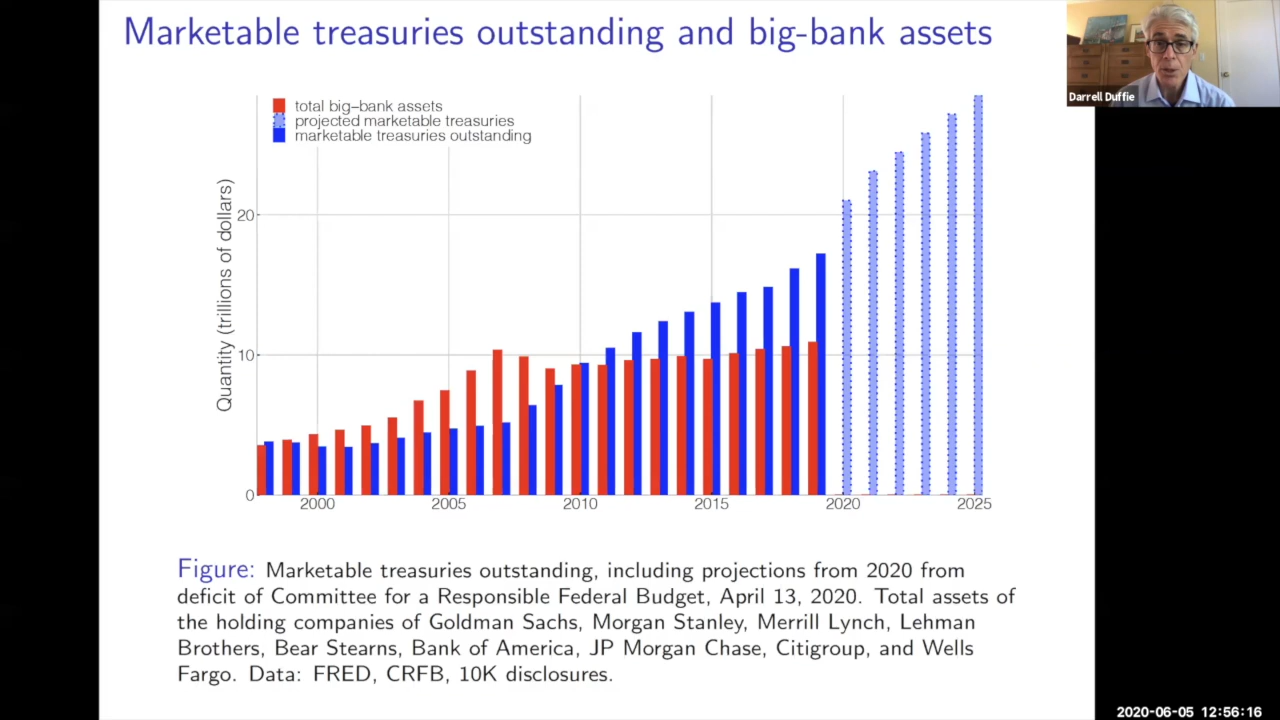 Marketable treasuries outstanding and big-bank assets
Darrell Duffie
total big–bank assets
projected marketable treasuries
marketable treasuries outstanding
Quantity (trillions of dollars)
20
10
0
2000 2005 2010 2015 2020 2025
Figure: Marketable treasuries outstanding, including projections from 2020 from
deficit of Committee for a Responsible Federal Budget, April 13, 2020. Total assets of
the holding companies of Goldman Sachs, Morgan Stanley, Merrill Lynch, Lehman
Brothers, Bear Stearns, Bank of America, JP Morgan Chase, Citigroup, and Wells
Fargo. Data: FRED, CRFB, 10K disclosures.
2020-06-05 12:56:16